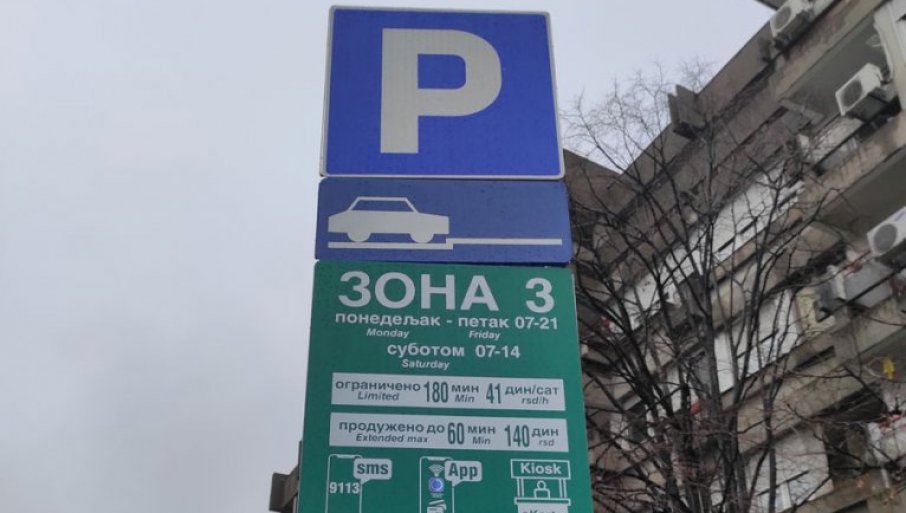 P
ЗОНА 3
понедељак - петак 07-21
Monday Friday
суботом 07-14
Saturday
ограничено 180 мин 41 дин/сат
Limited Min rsd/h
продужено до 60 мин 140 дин
Extended max Min rsd
sms App Kiosk
9113